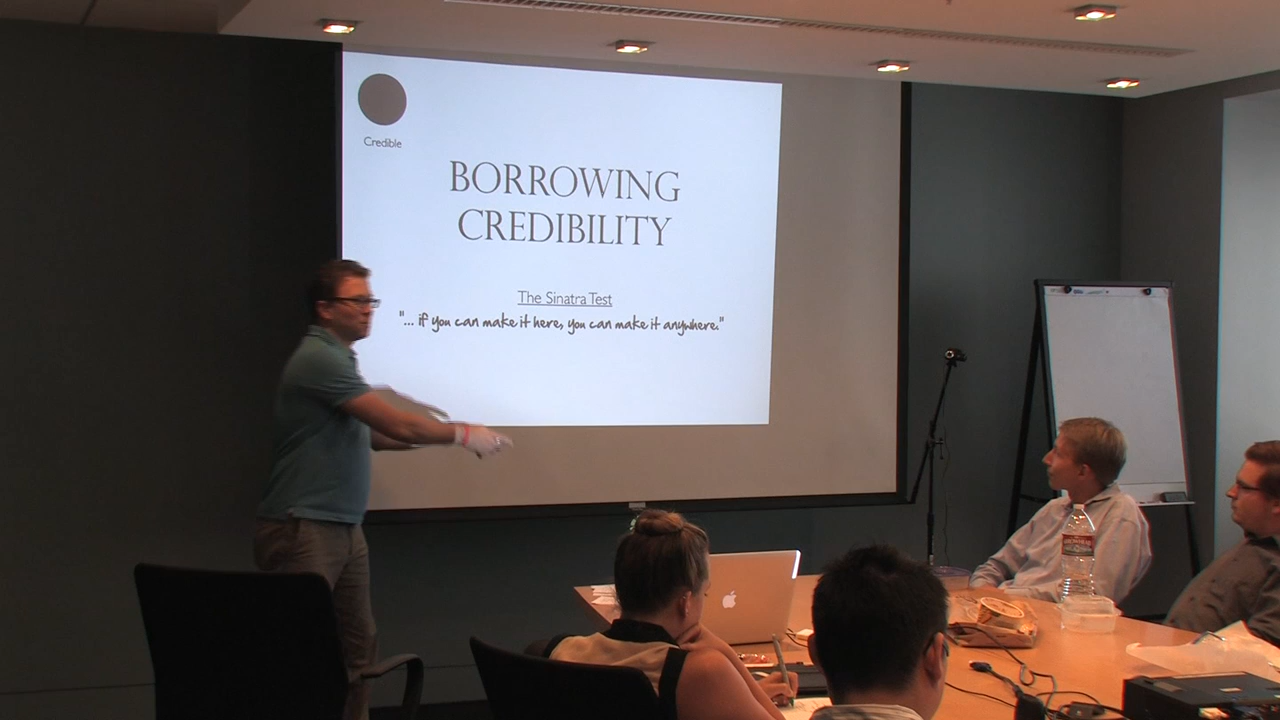 Credible
BORROWING
CREDIBILITY
The Sinatra Test
"... if you can make it here, you can make it anywhere."